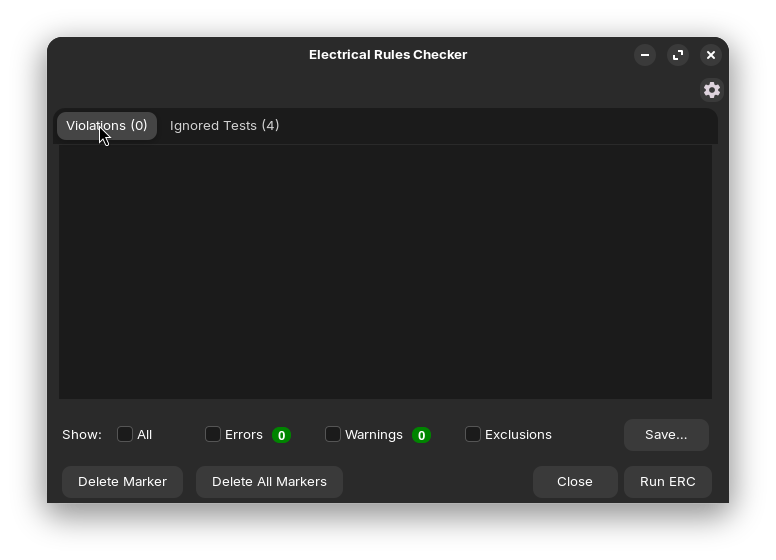 Electrical Rules Checker
Violations (0) Ignored Tests (4)
Show: All Errors 0 Warnings 0 Exclusions Save...
Delete Marker Delete All Markers Close Run ERC